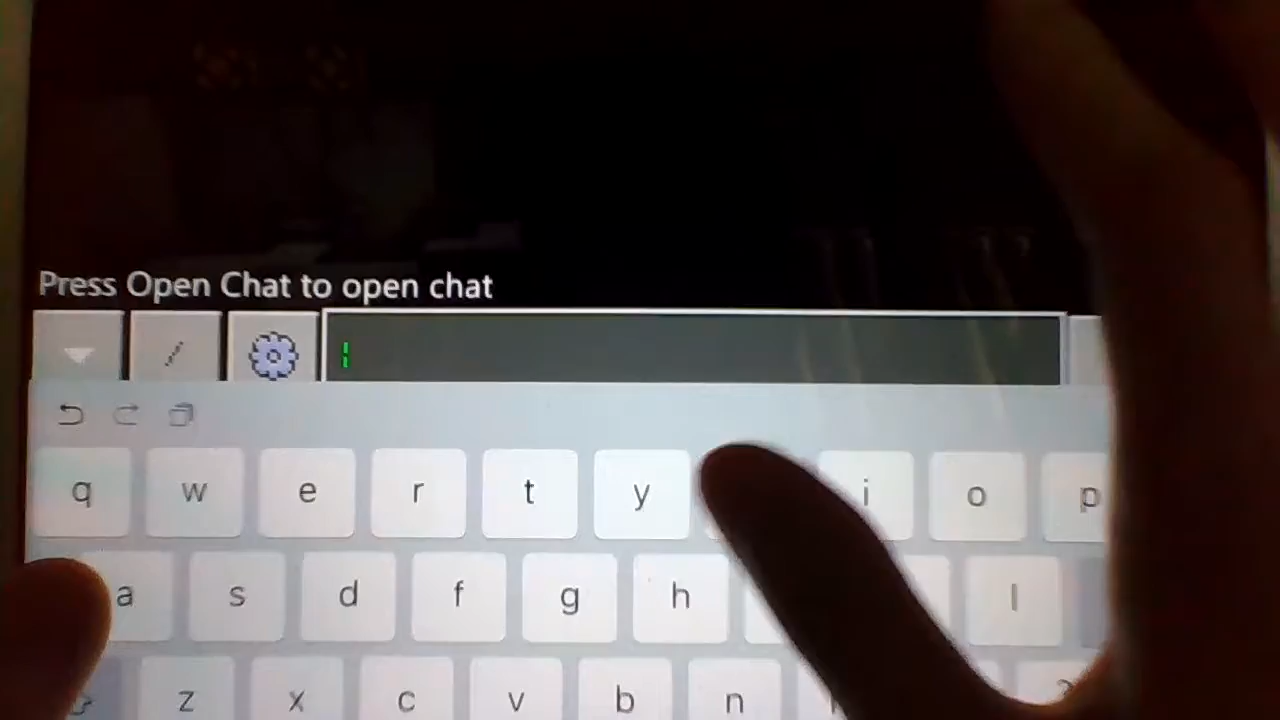 Press Open Chat to open chat
/
q w e r t y i o p
a s d f g h l
z x c v b n